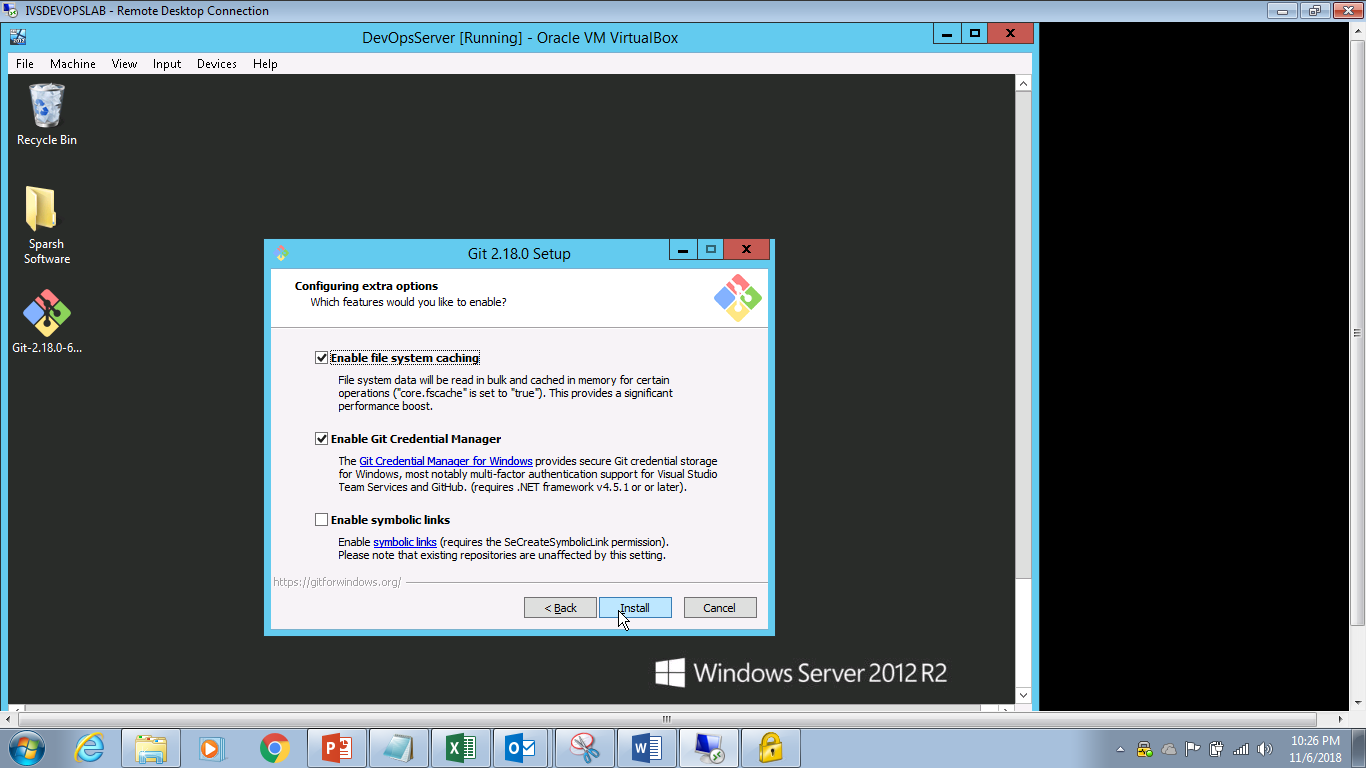 IVSDEVOPSLAB - Remote Desktop Connection
DevOpsServer [Running] - Oracle VM VirtualBox
File Machine View Input Devices Help
Recycle Bin
Sparsh
Software
Git-2.18.0-6...
Git 2.18.0 Setup
Configuring extra options
Which features would you like to enable?
Enable file system caching
File system data will be read in bulk and cached in memory for certain
operations ("core.fscache" is set to "true"). This provides a significant
performance boost.
Enable Git Credential Manager
The Git Credential Manager for Windows provides secure Git credential storage
for Windows, most notably multi-factor authentication support for Visual Studio
Team Services and GitHub. (requires .NET framework v4.5.1 or or later).
Enable symbolic links
Enable symbolic links (requires the SeCreateSymbolicLink permission).
Please note that existing repositories are unaffected by this setting.
https://gitforwindows.org/
< Back Install Cancel
Windows Server 2012 R2
10:26 PM
11/6/2018